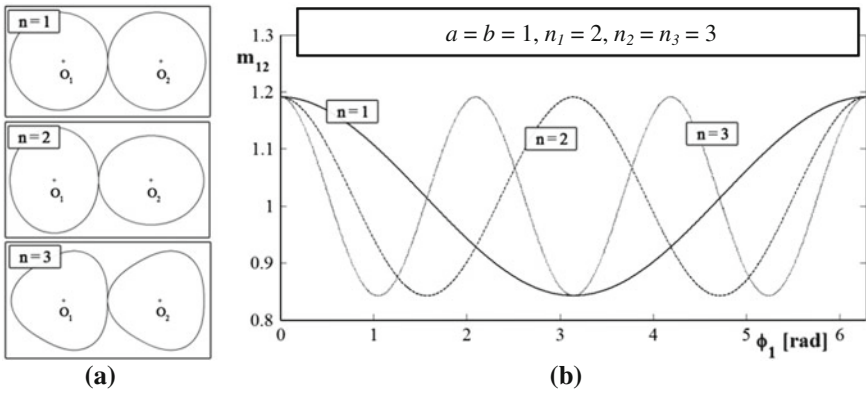 n = 1
O1
O2
n = 2
O1
O2
n = 3
O1
O2
(a)
a = b = 1, n1 = 2, n2 = n3 = 3
m12
1.3
1.2
1.1
1
0.9
0.8
n = 1
n = 2
n = 3
0
1
2
3
4
5
6
ϕ1 [rad]
(b)